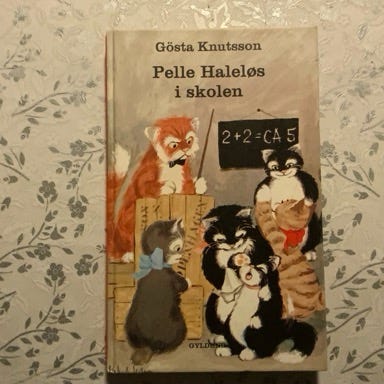 Gösta Knutsson
Pelle Haleløs
i skolen
2+2=CA 5
GYLDENDAL